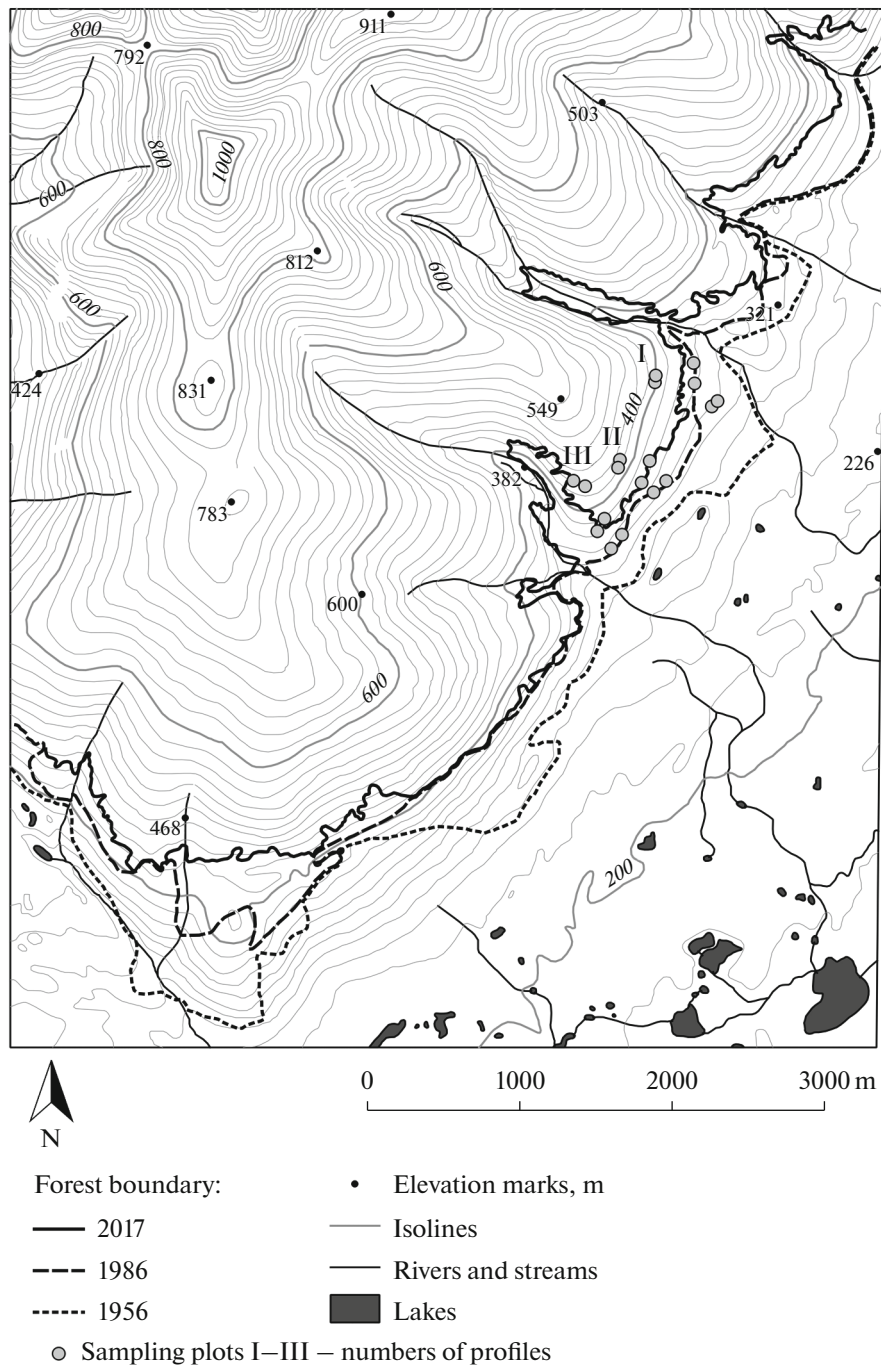 800
792
911
503
800
1000
600
812
600
600
321
424
831
I
549
400
II
III
382
226
783
600
600
468
200
0 1000 2000 3000 m
N
Forest boundary:
2017
1986
1956
Elevation marks, m
Isolines
Rivers and streams
Lakes
Sampling plots I–III – numbers of profiles